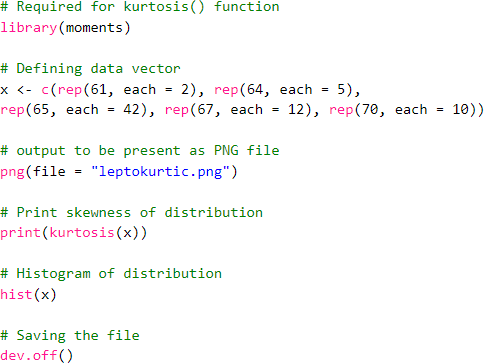 # Required for kurtosis() function
library(moments)
# Defining data vector
x <- c(rep(61, each = 2), rep(64, each = 5),
rep(65, each = 42), rep(67, each = 12), rep(70, each = 10))
# output to be present as PNG file
png(file = "leptokurtic.png")
# Print skewness of distribution
print(kurtosis(x))
# Histogram of distribution
hist(x)
# Saving the file
dev.off()